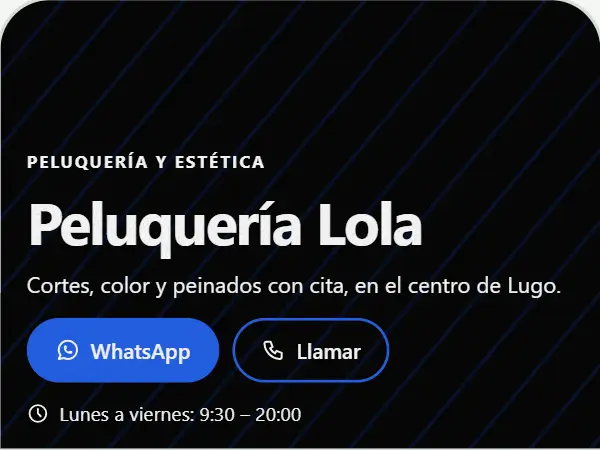 PELUQUERÍA Y ESTÉTICA
Peluquería Lola
Cortes, color y peinados con cita, en el centro de Lugo.
WhatsApp
Llamar
Lunes a viernes: 9:30 – 20:00